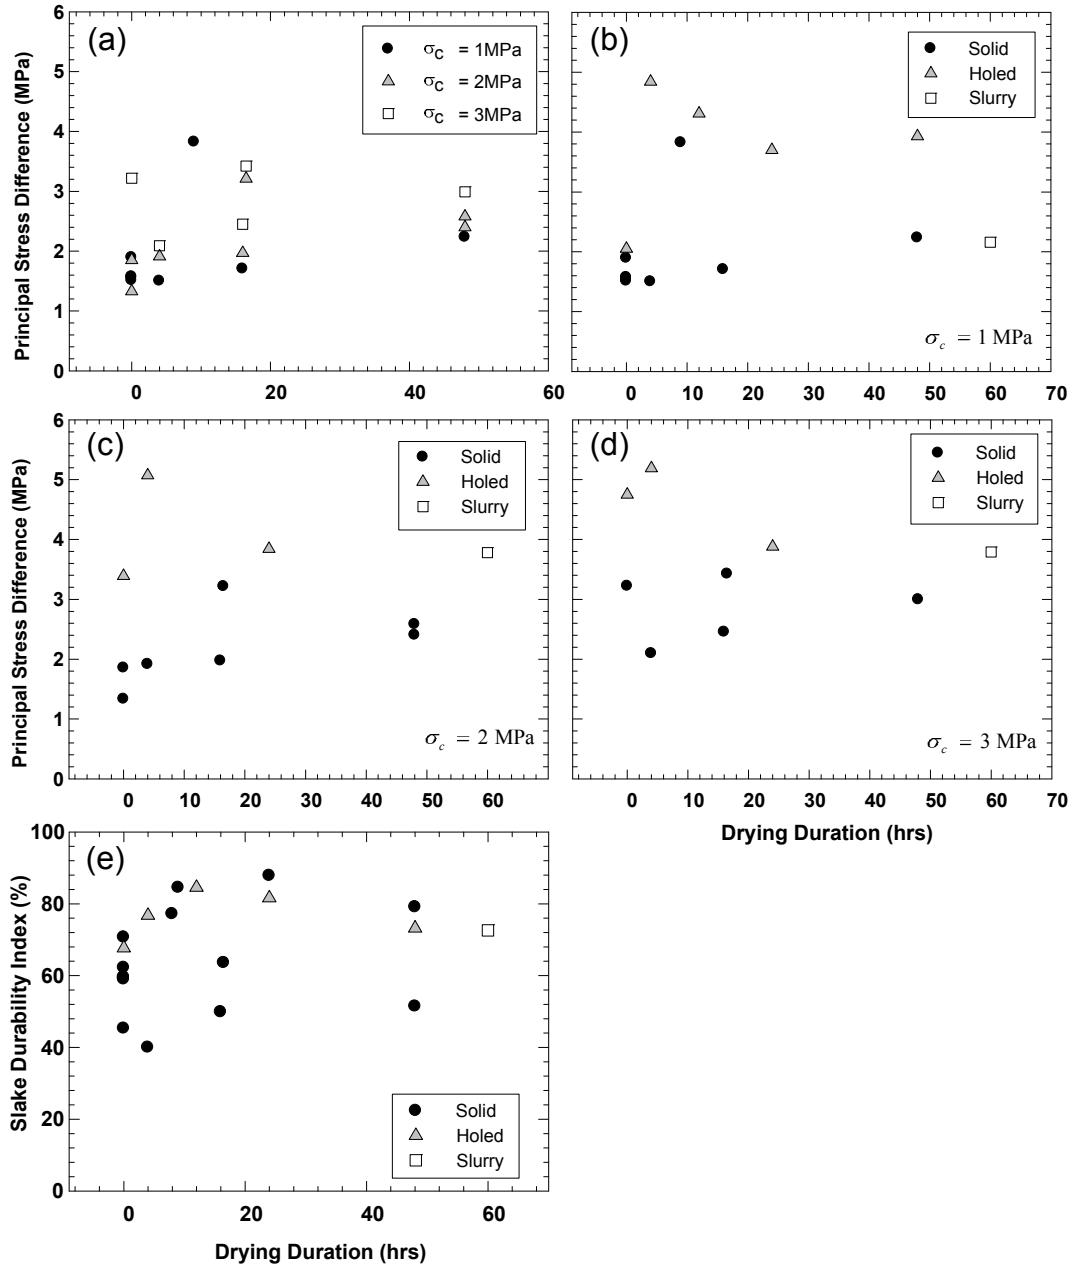 (a)
σc = 1MPa
σc = 2MPa
σc = 3MPa
Principal Stress Difference (MPa)
6
5
4
3
2
1
0
0 20 40 60
(b)
Solid
Holed
Slurry
σc = 1 MPa
0 10 20 30 40 50 60 70
(c)
Solid
Holed
Slurry
Principal Stress Difference (MPa)
6
5
4
3
2
1
0
σc = 2 MPa
0 10 20 30 40 50 60
(d)
Solid
Holed
Slurry
σc = 3 MPa
0 10 20 30 40 50 60 70
Drying Duration (hrs)
(e)
Slake Durability Index (%)
100
80
60
40
20
0
Solid
Holed
Slurry
0 20 40 60
Drying Duration (hrs)